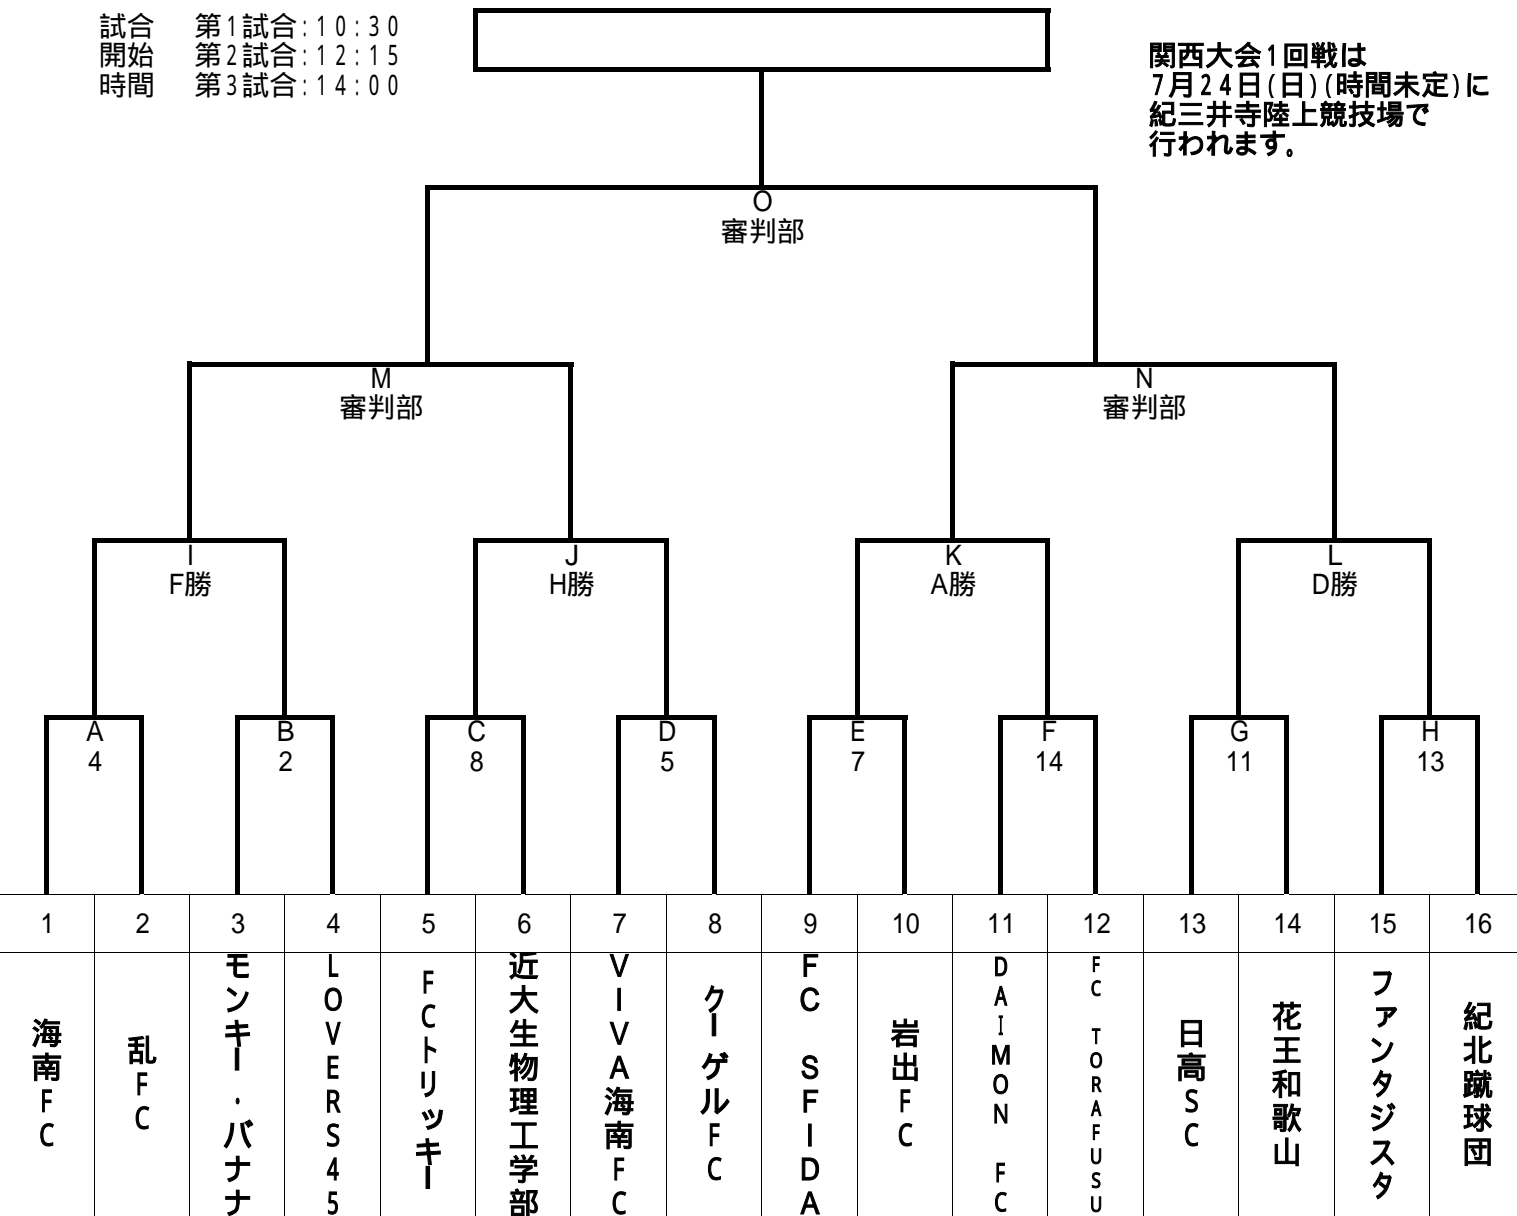 試合 第1試合:10:30
開始 第2試合:12:15
時間 第3試合:14:00
関西大会1回戦は
7月24日(日)(時間未定)に
紀三井寺陸上競技場で
行われます。
O
審判部
M
審判部
N
審判部
I
F勝
J
H勝
K
A勝
L
D勝
A
4
B
2
C
8
D
5
E
7
F
14
G
11
H
13
1 2 3 4 5 6 7 8 9 10 11 12 13 14 15 16
海南FC
乱FC
モンキー・バナナ
LOVERS45
FCトリッキー
近大生物理工学部
VIVA海南FC
クーゲルFC
FC SFIDA
岩出FC
DAIMON FC
FC TORAFUSU
日高SC
花王和歌山
ファンタジスタ
紀北蹴球団